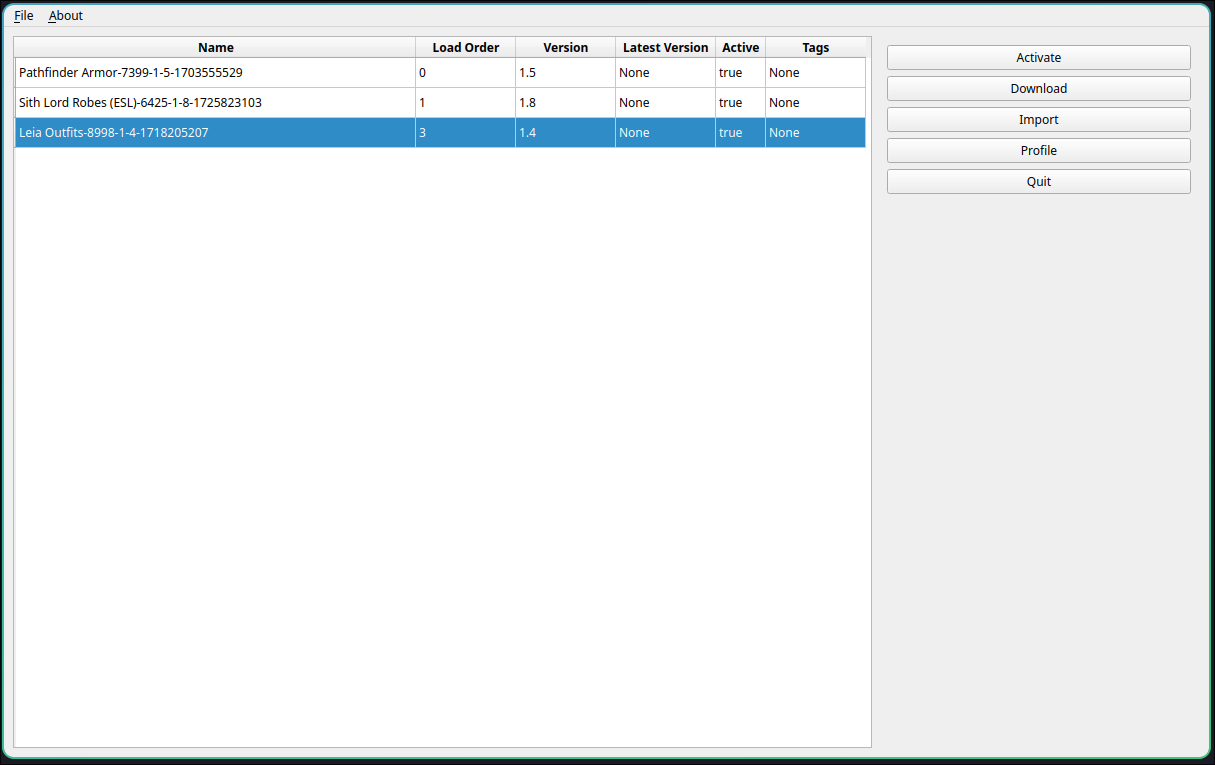 File About
Name Load Order Version Latest Version Active Tags
Pathfinder Armor-7399-1-5-1703555529 0 1.5 None true None
Sith Lord Robes (ESL)-6425-1-8-1725823103 1 1.8 None true None
Leia Outfits-8998-1-4-1718205207 3 1.4 None true None
Activate
Download
Import
Profile
Quit